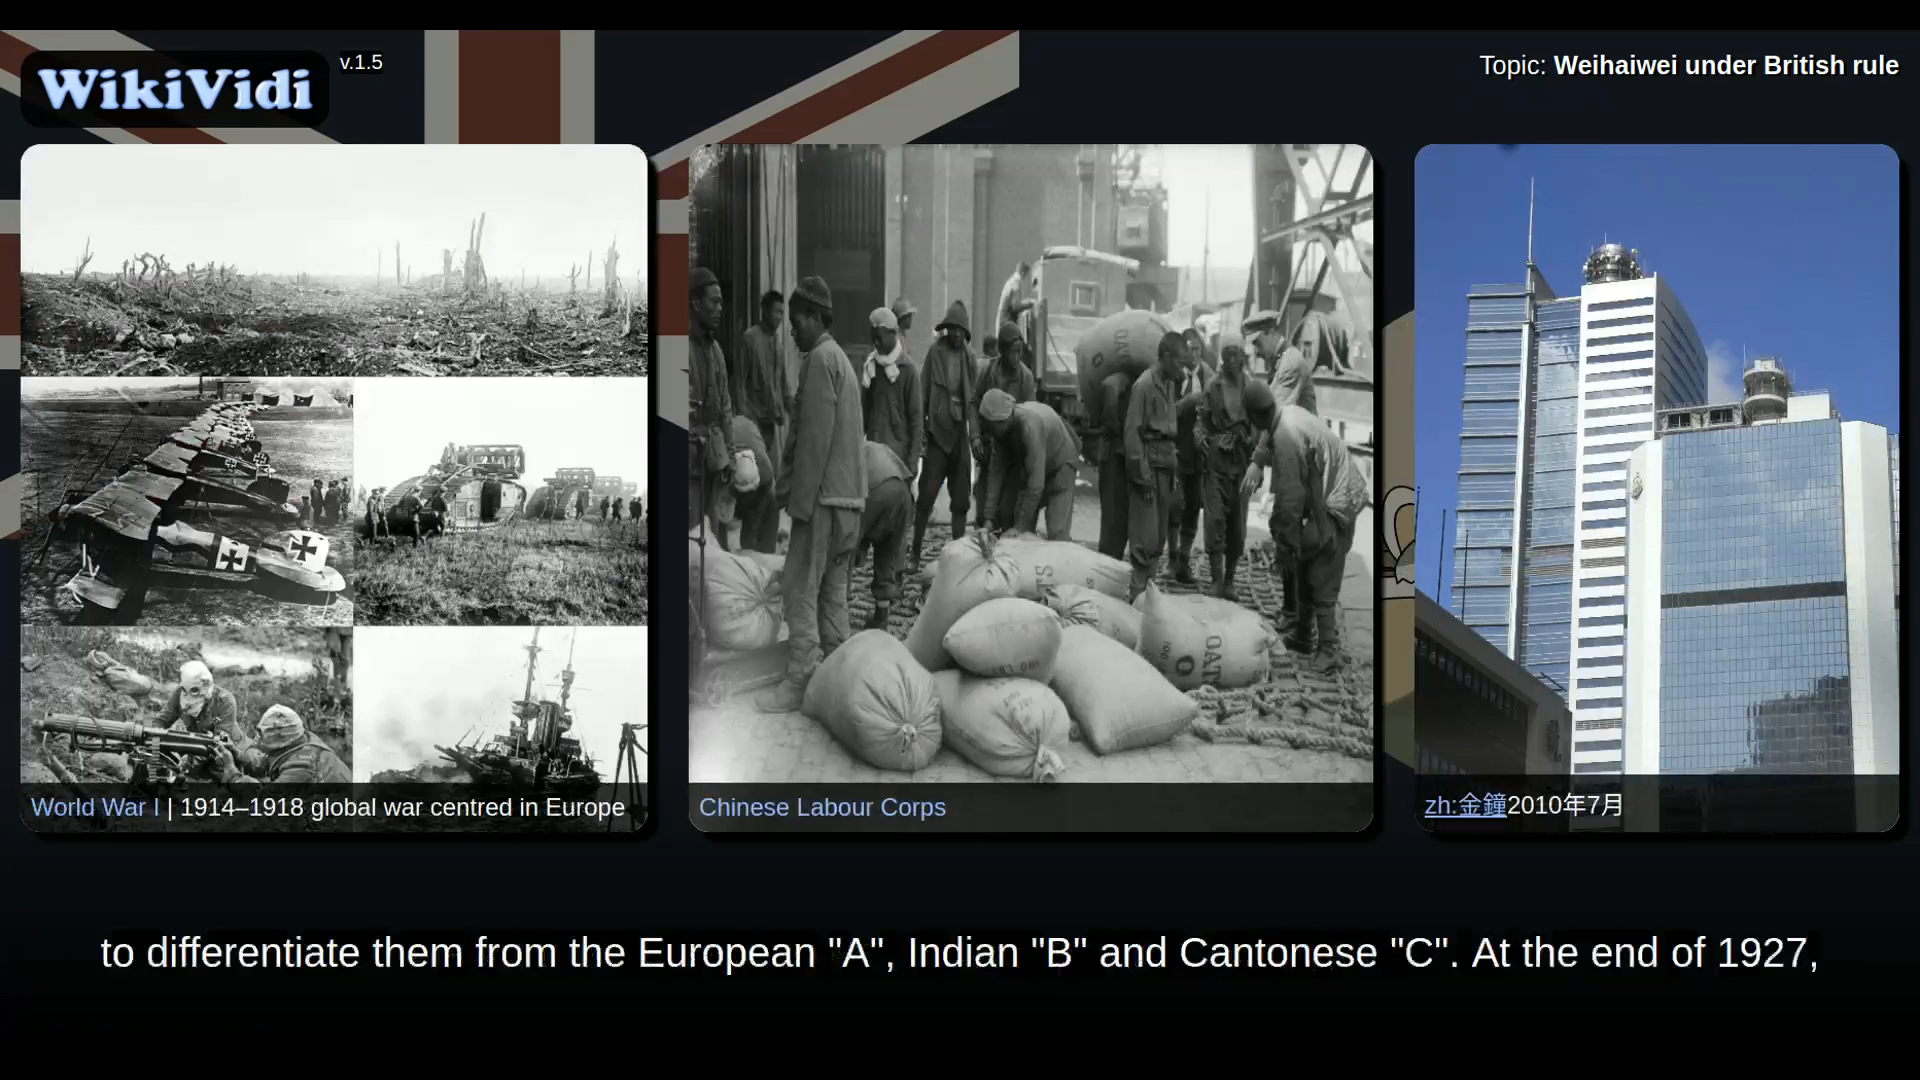 WikiVidi
v.1.5
Topic: Weihaiwei under British rule
World War I | 1914–1918 global war centred in Europe
Chinese Labour Corps
zh:金鐘2010年7月
to differentiate them from the European "A", Indian "B" and Cantonese "C". At the end of 1927,